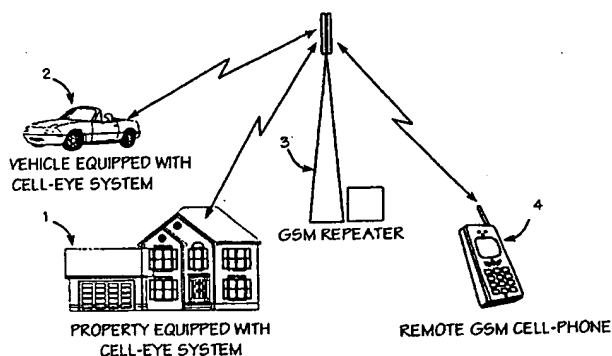 2
VEHICLE EQUIPPED WITH
CELL-EYE SYSTEM
3
GSM REPEATER
1
4
PROPERTY EQUIPPED WITH
CELL-EYE SYSTEM
REMOTE GSM CELL-PHONE